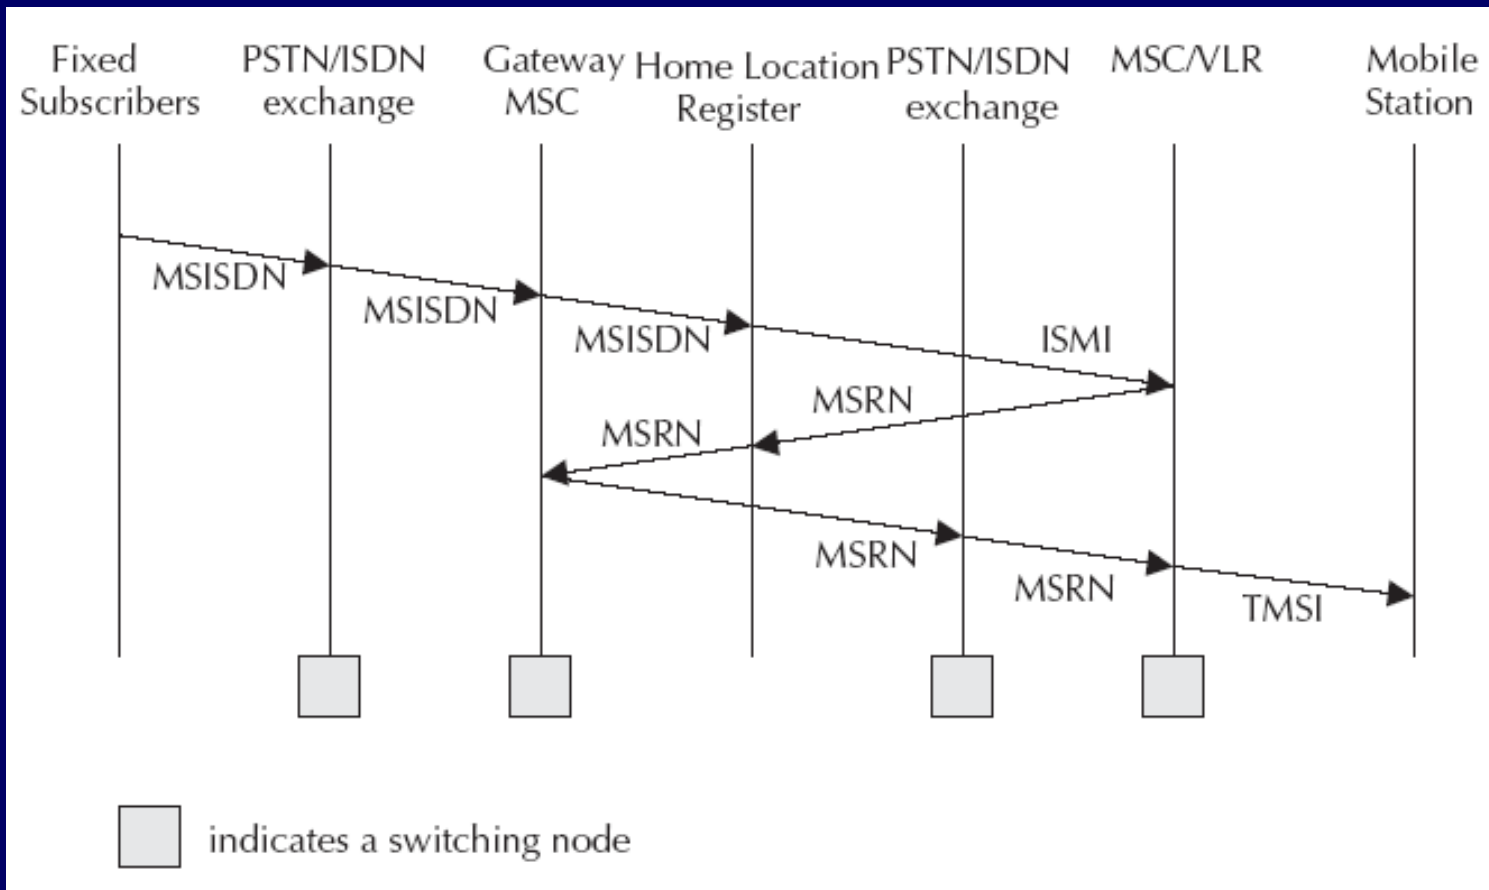 Fixed
Subscribers
PSTN/ISDN
exchange
Gateway
MSC
Home Location
Register
PSTN/ISDN
exchange
MSC/VLR
Mobile
Station
MSISDN
MSISDN
MSISDN
ISMI
MSRN
MSRN
MSRN
MSRN
TMSI
indicates a switching node